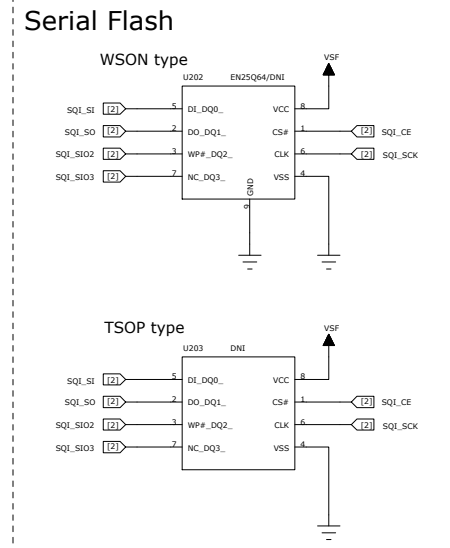 Serial Flash
WSON type
VSF
U202 EN25Q64/DNI
SQI_SI [2] 5 DI_DQ0_ VCC 8
SQI_SO [2] 2 DO_DQ1_ CS# 1 [2] SQI_CE
SQI_SIO2 [2] 3 WP#_DQ2_ CLK 6 [2] SQI_SCK
SQI_SIO3 [2] 7 NC_DQ3_ VSS 4
GND
9
TSOP type
VSF
U203 DNI
SQI_SI [2] 5 DI_DQ0_ VCC 8
SQI_SO [2] 2 DO_DQ1_ CS# 1 [2] SQI_CE
SQI_SIO2 [2] 3 WP#_DQ2_ CLK 6 [2] SQI_SCK
SQI_SIO3 [2] 7 NC_DQ3_ VSS 4